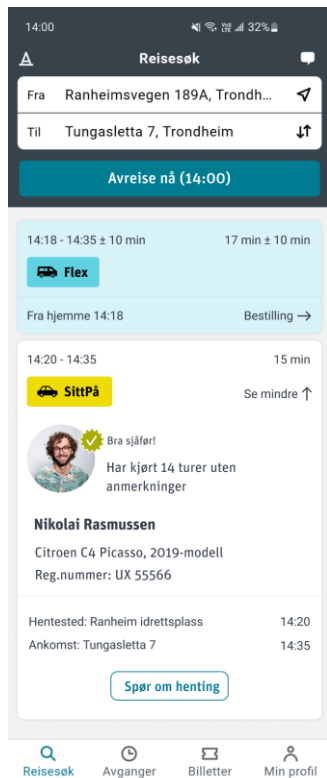 14:00 32%
Reisesøk
Fra Ranheimsvegen 189A, Trondh...
Til Tungasletta 7, Trondheim
Avreise nå (14:00)
14:18 - 14:35 ± 10 min 17 min ± 10 min
Flex
Fra hjemme 14:18 Bestilling →
14:20 - 14:35 15 min
SittPå Se mindre ↑
Bra sjåfør!
Har kjørt 14 turer uten
anmerkninger
Nikolai Rasmussen
Citroen C4 Picasso, 2019-modell
Reg.nummer: UX 55566
Hentested: Ranheim idrettsplass 14:20
Ankomst: Tungasletta 7 14:35
Spør om henting
Reisesøk Avganger Billetter Min profil